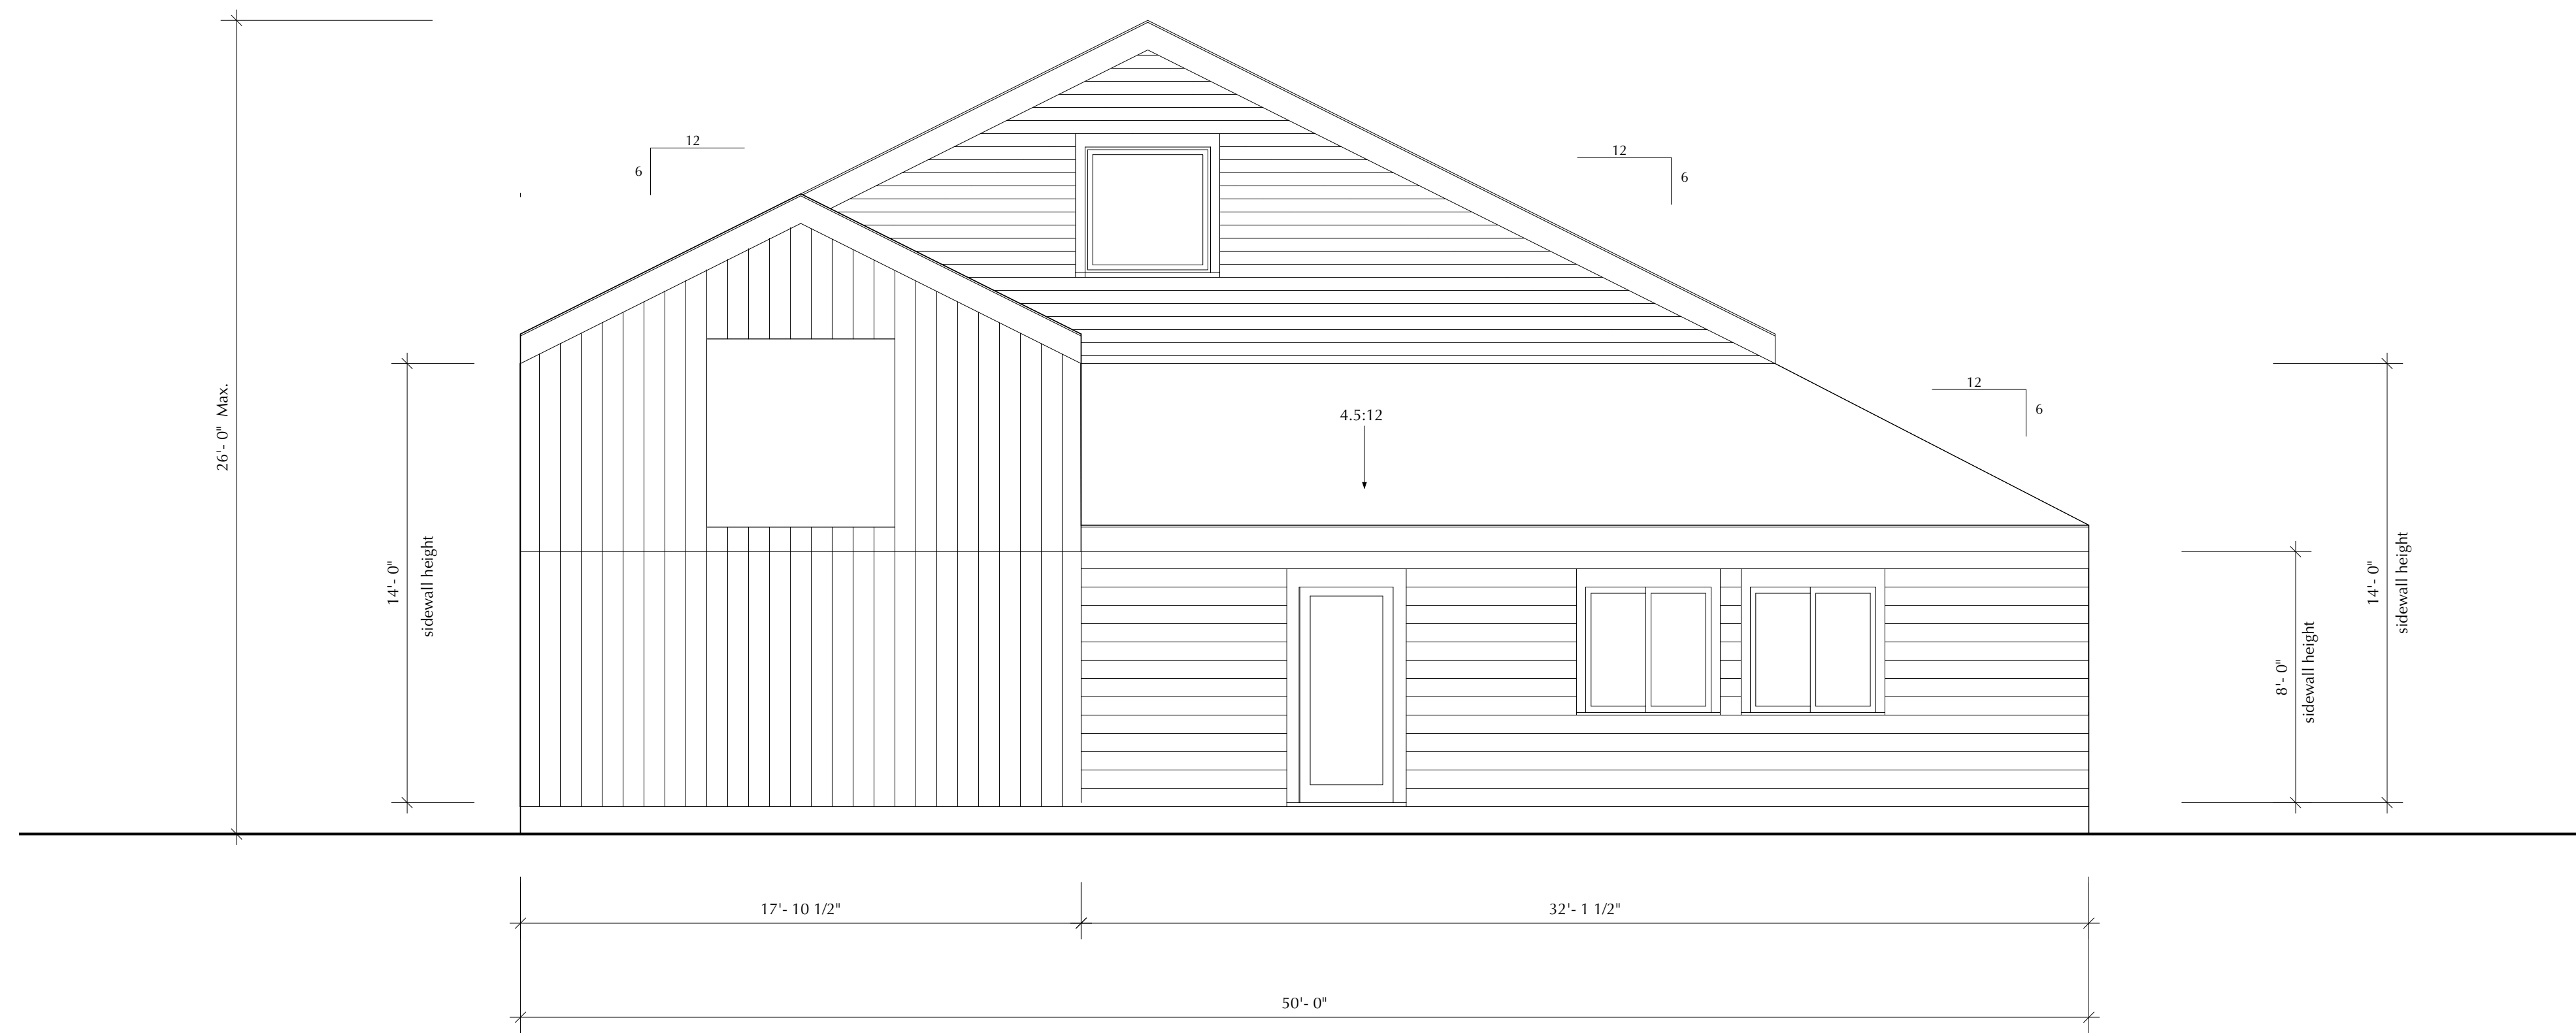 12
6
12
6
12
6
4.5:12
26'- 0" Max.
14'- 0"
sidewall height
14'- 0"
sidewall height
8'- 0"
sidewall height
17'- 10 1/2"
32'- 1 1/2"
50'- 0"